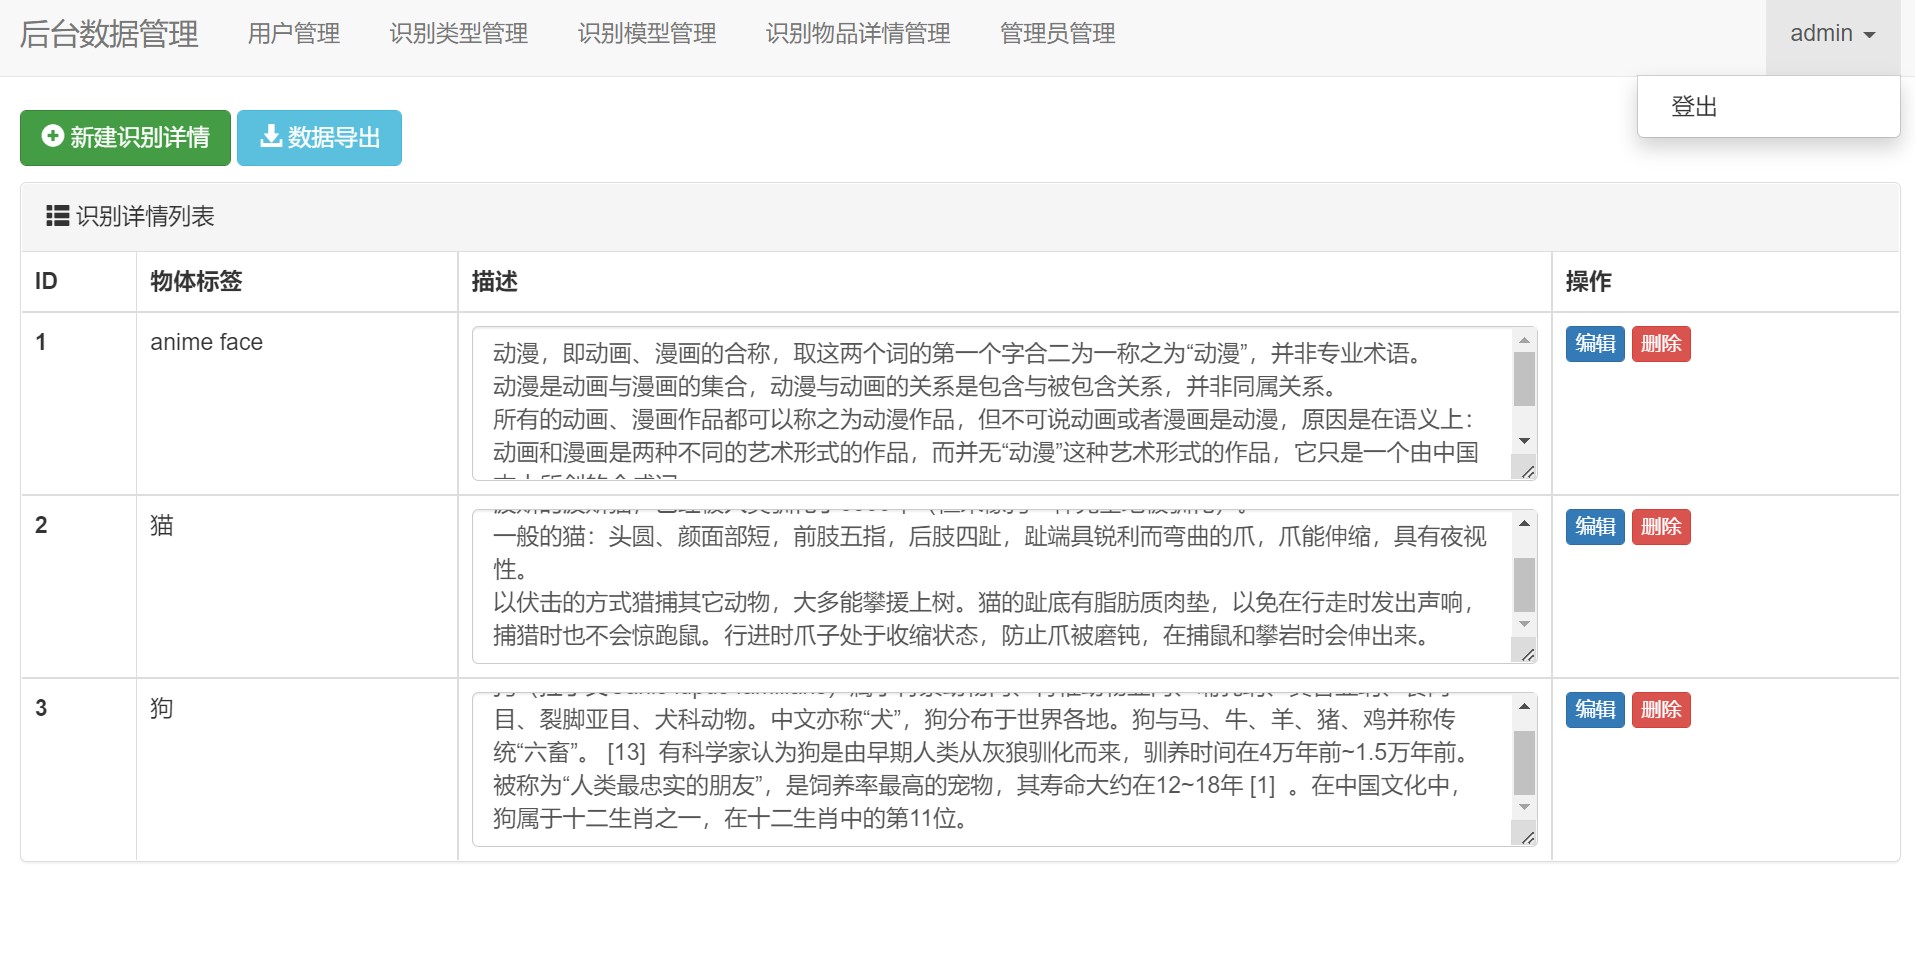 后台数据管理 用户管理 识别类型管理 识别模型管理 识别物品详情管理 管理员管理 admin
登出
新建识别详情 数据导出
识别详情列表
ID 物体标签 描述 操作
1 anime face 编辑 删除
动漫，即动画、漫画的合称，取这两个词的第一个字合二为一称之为“动漫”，并非专业术语。
动漫是动画与漫画的集合，动漫与动画的关系是包含与被包含关系，并非同属关系。
所有的动画、漫画作品都可以称之为动漫作品，但不可说动画或者漫画是动漫，原因是在语义上：
动画和漫画是两种不同的艺术形式的作品，而并无“动漫”这种艺术形式的作品，它只是一个由中国
2 猫 编辑 删除
一般的猫：头圆、颜面部短，前肢五指，后肢四趾，趾端具锐利而弯曲的爪，爪能伸缩，具有夜视
性。
以伏击的方式猎捕其它动物，大多能攀援上树。猫的趾底有脂肪质肉垫，以免在行走时发出声响，
捕猎时也不会惊跑鼠。行进时爪子处于收缩状态，防止爪被磨钝，在捕鼠和攀岩时会伸出来。
3 狗 编辑 删除
目、裂脚亚目、犬科动物。中文亦称“犬”，狗分布于世界各地。狗与马、牛、羊、猪、鸡并称传
统“六畜”。 [13] 有科学家认为狗是由早期人类从灰狼驯化而来，驯养时间在4万年前~1.5万年前。
被称为“人类最忠实的朋友”，是饲养率最高的宠物，其寿命大约在12~18年 [1] 。在中国文化中，
狗属于十二生肖之一，在十二生肖中的第11位。